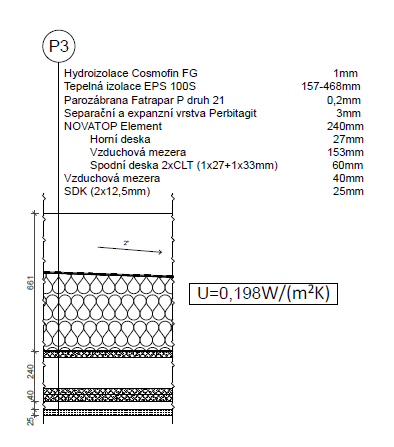 P3
Hydroizolace Cosmofin FG 1mm
Tepelná izolace EPS 100S 157-468mm
Parozábrana Fatrapar P druh 21 0,2mm
Separační a expanzní vrstva Perbitagit 3mm
NOVATOP Element 240mm
Horní deska 27mm
Vzduchová mezera 153mm
Spodní deska 2xCLT (1x27+1x33mm) 60mm
Vzduchová mezera 40mm
SDK (2x12,5mm) 25mm
2°
661
U=0,198W/(m²K)
240
40
25